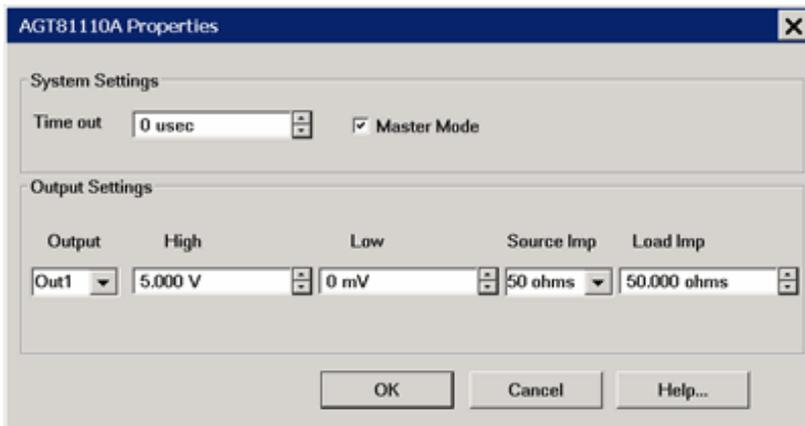 AGT81110A Properties
System Settings
Time out 0 usec Master Mode
Output Settings
Output High Low Source Imp Load Imp
Out1 5.000 V 0 mV 50 ohms 50.000 ohms
OK Cancel Help...